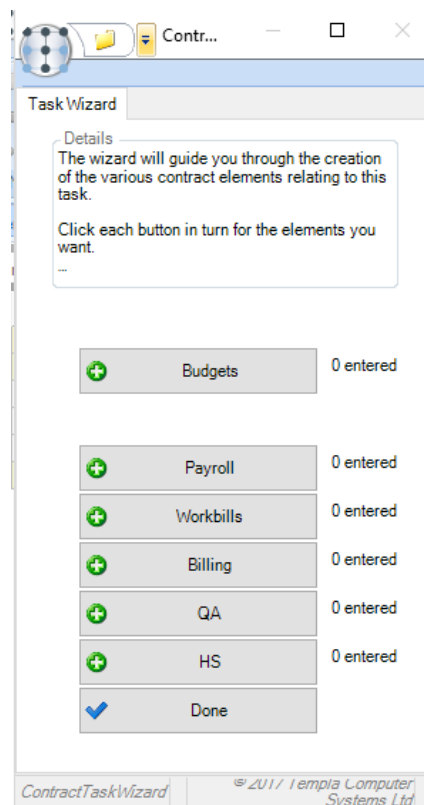 Contr...
Task Wizard
Details
The wizard will guide you through the creation
of the various contract elements relating to this
task.
Click each button in turn for the elements you
want.
...
Budgets 0 entered
Payroll 0 entered
Workbills 0 entered
Billing 0 entered
QA 0 entered
HS 0 entered
Done
ContractTaskWizard
© 2017 Templa Computer
Systems Ltd